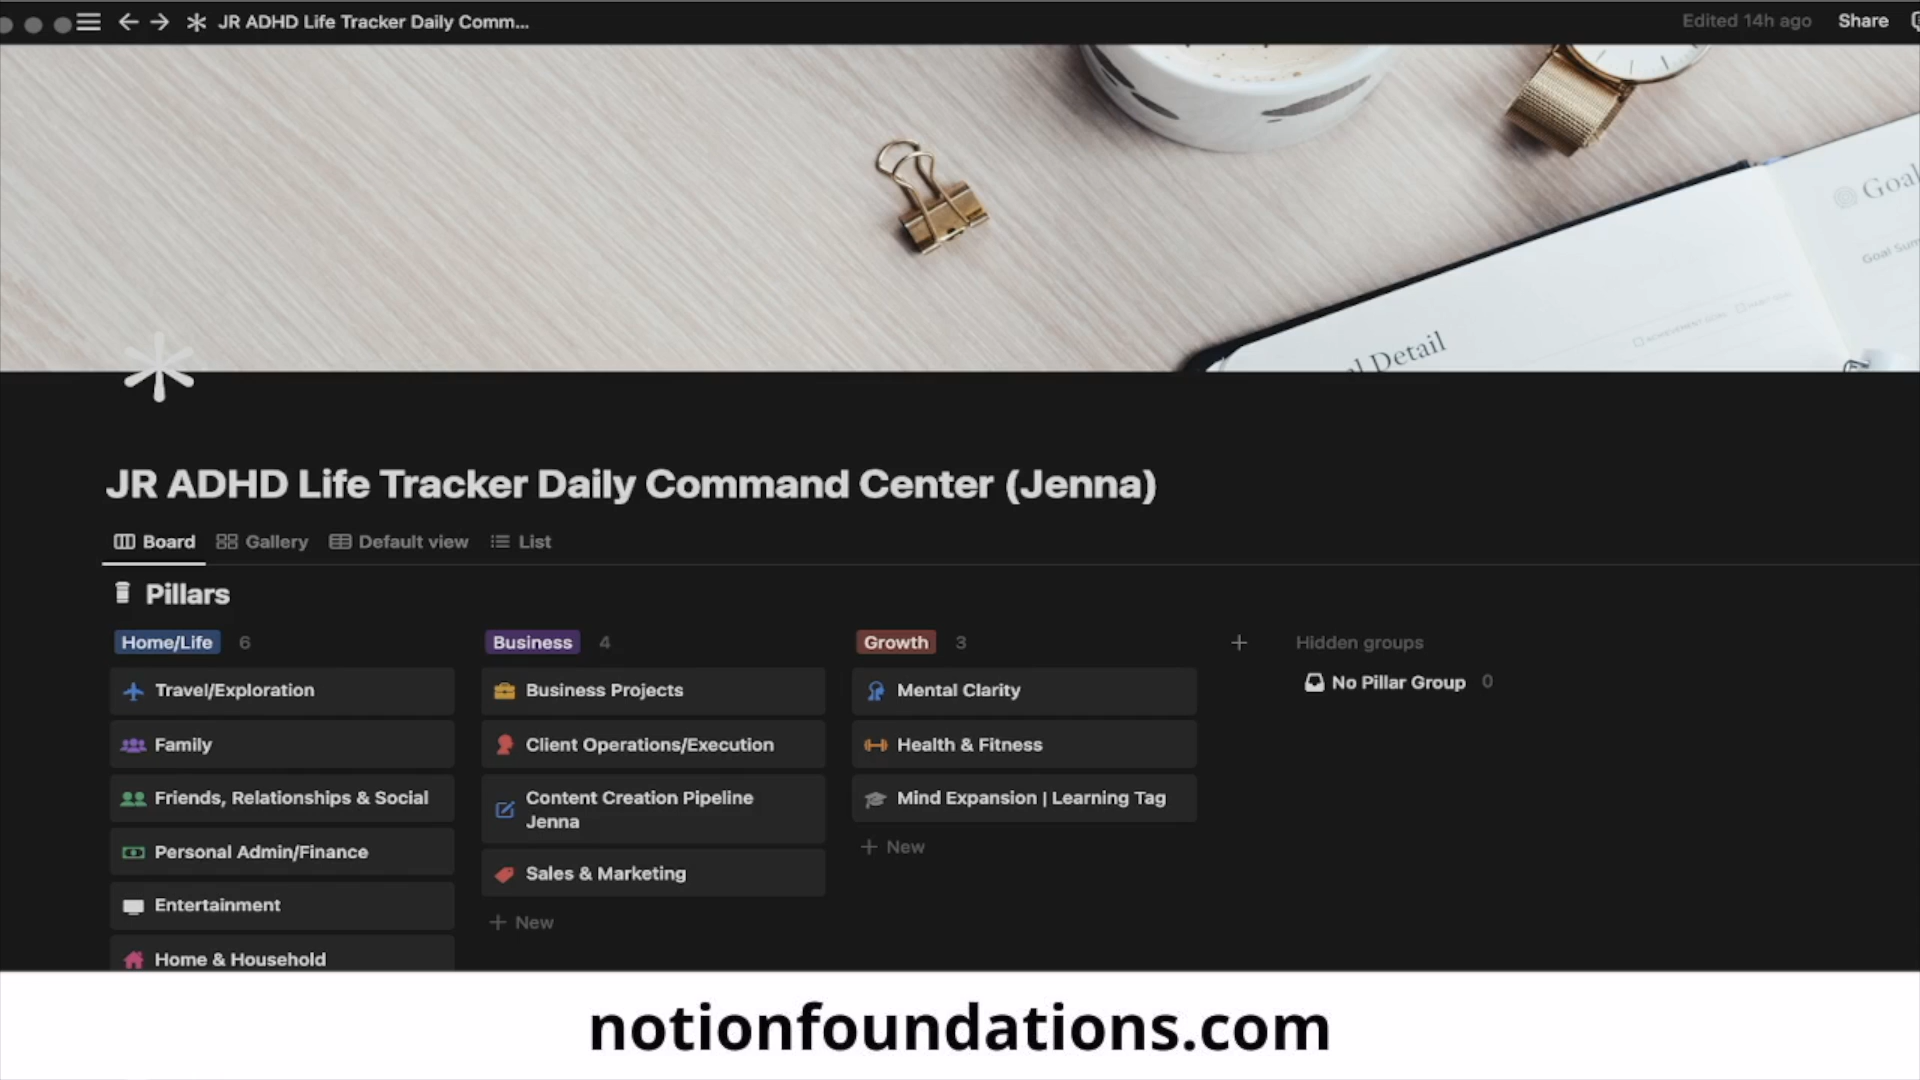 JR ADHD Life Tracker Daily Comm...
Edited 14h ago
Share
Goal
Goal Sum
Detail
JR ADHD Life Tracker Daily Command Center (Jenna)
Board
Gallery
Default view
List
Pillars
Home/Life 6
Travel/Exploration
Family
Friends, Relationships & Social
Personal Admin/Finance
Entertainment
Home & Household
Business 4
Business Projects
Client Operations/Execution
Content Creation Pipeline
Jenna
Sales & Marketing
+ New
Growth 3
Mental Clarity
Health & Fitness
Mind Expansion | Learning Tag
+ New
+
Hidden groups
No Pillar Group 0
notionfoundations.com